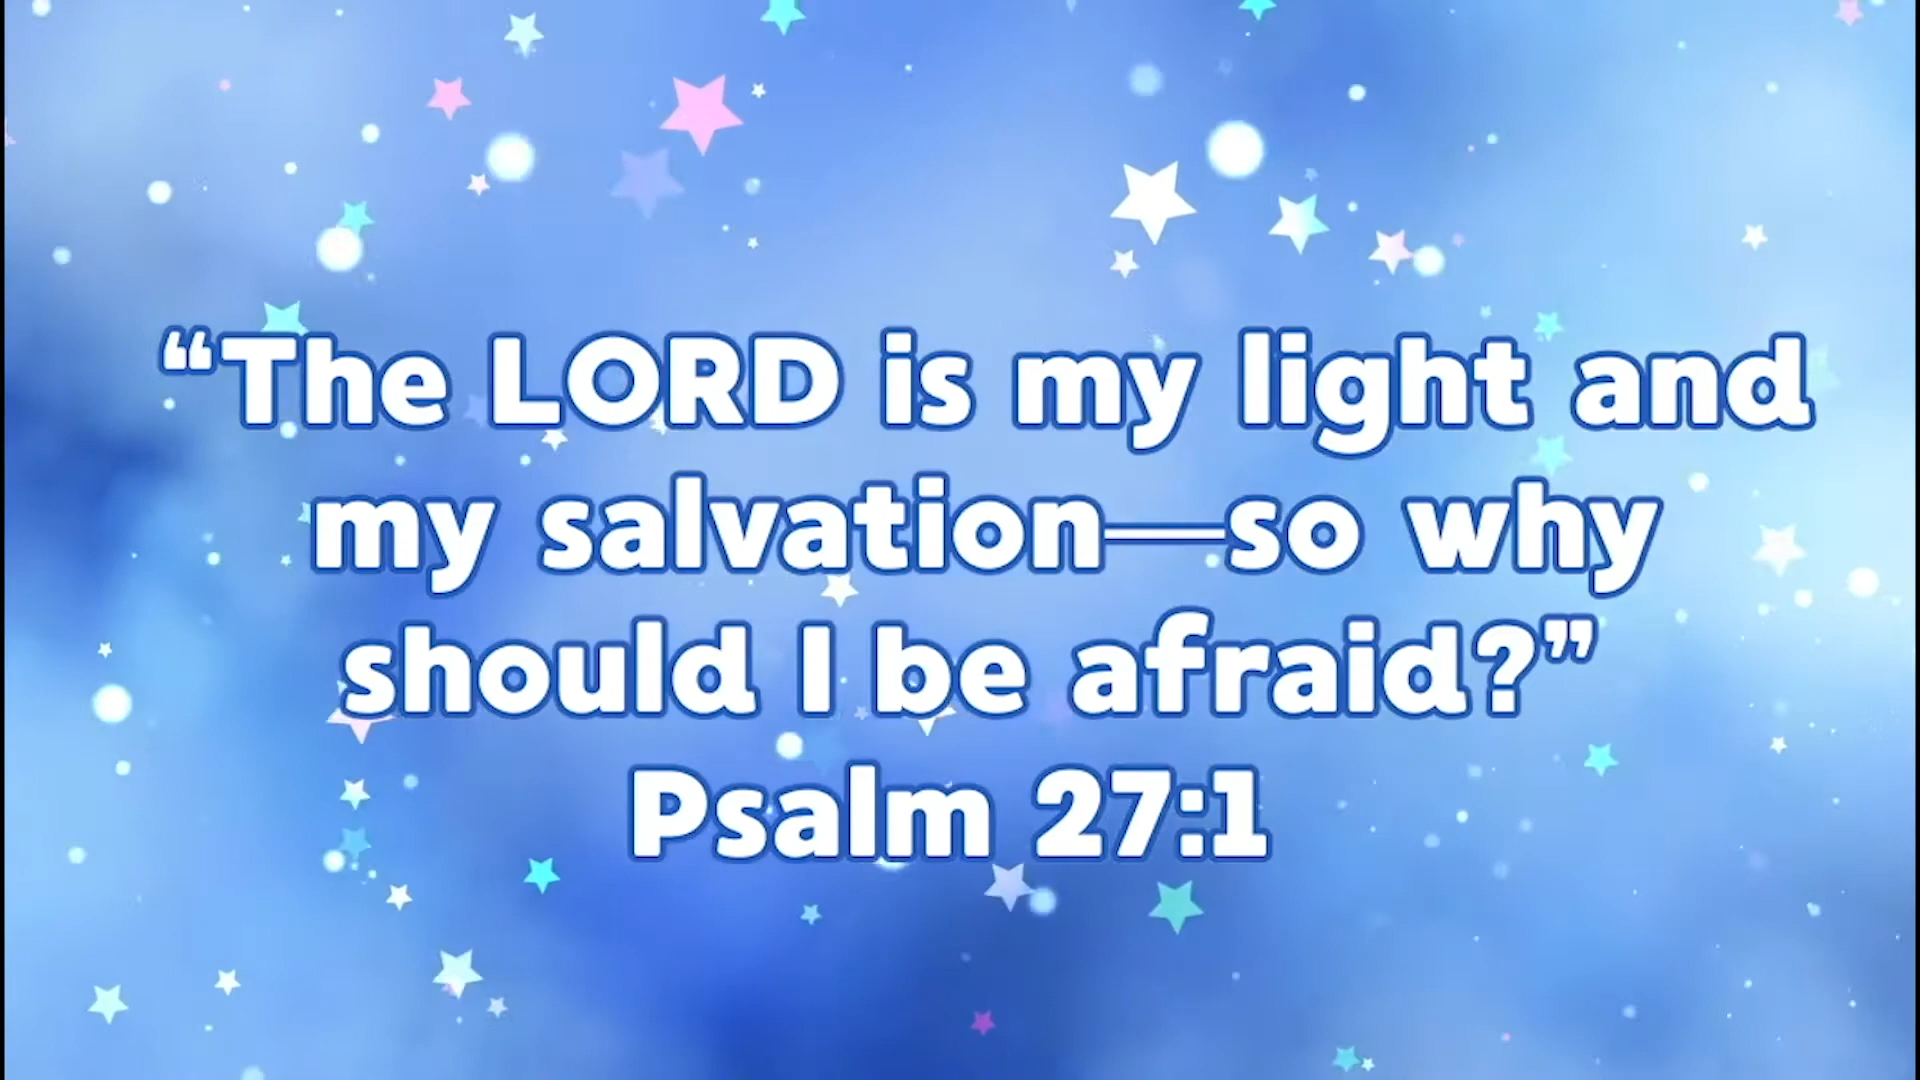 “The LORD is my light and
my salvation—so why
should I be afraid?”
Psalm 27:1